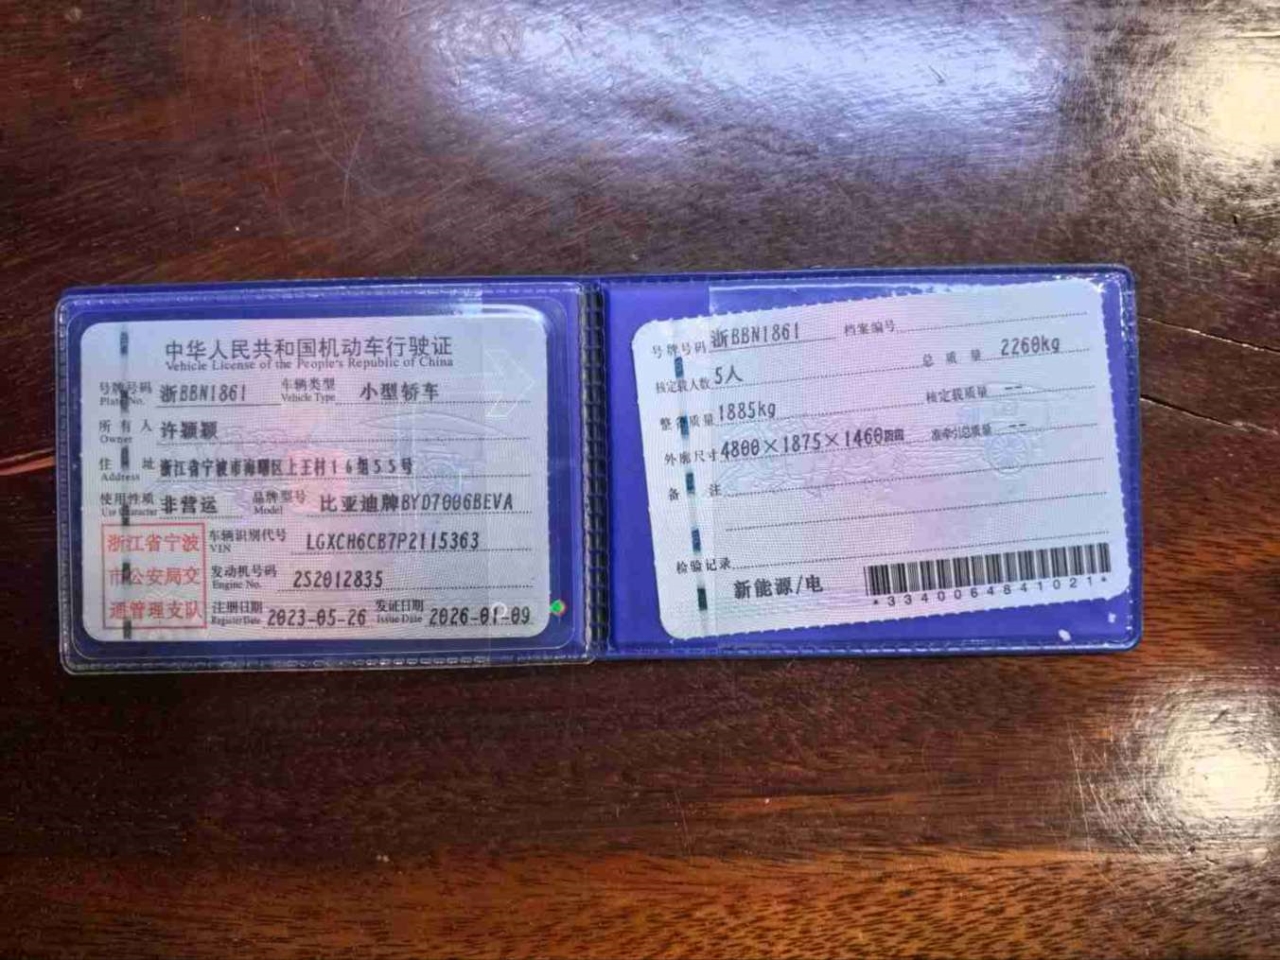 中华人民共和国机动车行驶证
Vehicle License of the People's Republic of China
号牌号码 浙BBN1861 车辆类型 小型轿车
Plate No. Vehicle Type
所有人 许颖颖
Owner
住址 浙江省宁波市海曙区上王村16组55号
Address
使用性质 非营运 品牌型号 比亚迪牌BYD7006BEVA
Use Character Model
浙江省宁波
市公安局交
通管理支队
车辆识别代号 LGXCH6CB7P2115363
VIN
发动机号码 2S2012835
Engine No.
注册日期 2023-05-26 发证日期 2026-01-09
Register Date Issue Date
号牌号码 浙BBN1861 档案编号
核定载人数 5人 总质量 2260kg
整备质量 1885kg 核定载质量 --
外廓尺寸 4800×1875×1460mm 准牵引总质量 --
备注
检验记录
新能源/电
*3340064841021*